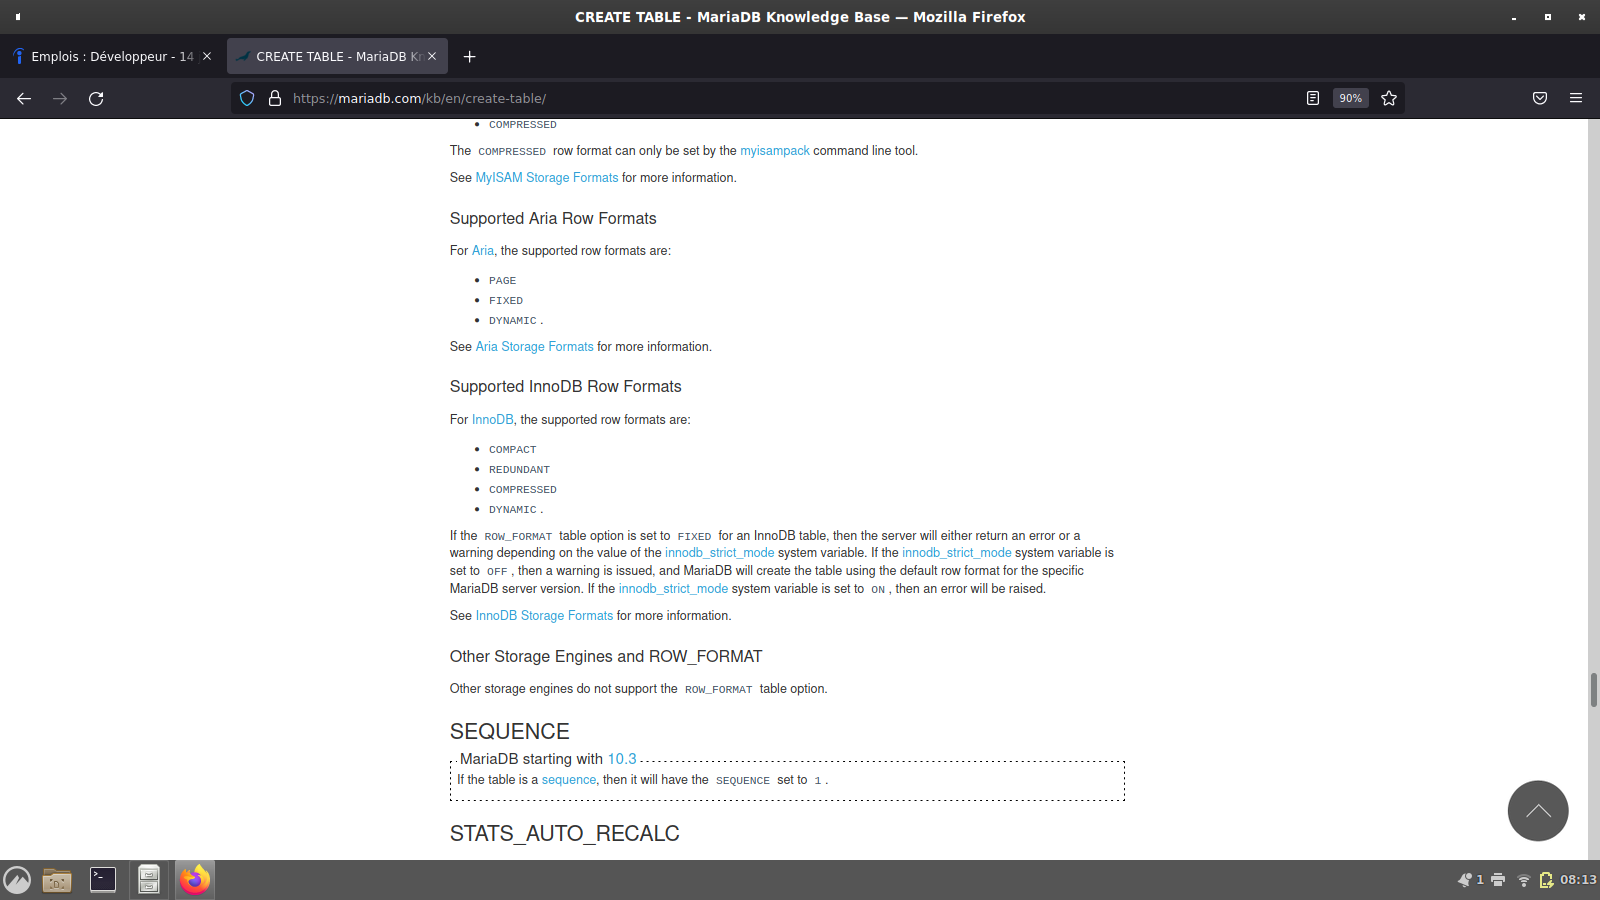 CREATE TABLE - MariaDB Knowledge Base — Mozilla Firefox
Emplois : Développeur - 14
CREATE TABLE - MariaDB Kn
https://mariadb.com/kb/en/create-table/
90%
COMPRESSED
The COMPRESSED row format can only be set by the myisampack command line tool.
See MyISAM Storage Formats for more information.
Supported Aria Row Formats
For Aria, the supported row formats are:
PAGE
FIXED
DYNAMIC.
See Aria Storage Formats for more information.
Supported InnoDB Row Formats
For InnoDB, the supported row formats are:
COMPACT
REDUNDANT
COMPRESSED
DYNAMIC.
If the ROW_FORMAT table option is set to FIXED for an InnoDB table, then the server will either return an error or a
warning depending on the value of the innodb_strict_mode system variable. If the innodb_strict_mode system variable is
set to OFF, then a warning is issued, and MariaDB will create the table using the default row format for the specific
MariaDB server version. If the innodb_strict_mode system variable is set to ON, then an error will be raised.
See InnoDB Storage Formats for more information.
Other Storage Engines and ROW_FORMAT
Other storage engines do not support the ROW_FORMAT table option.
SEQUENCE
MariaDB starting with 10.3
If the table is a sequence, then it will have the SEQUENCE set to 1.
STATS_AUTO_RECALC
1
08:13